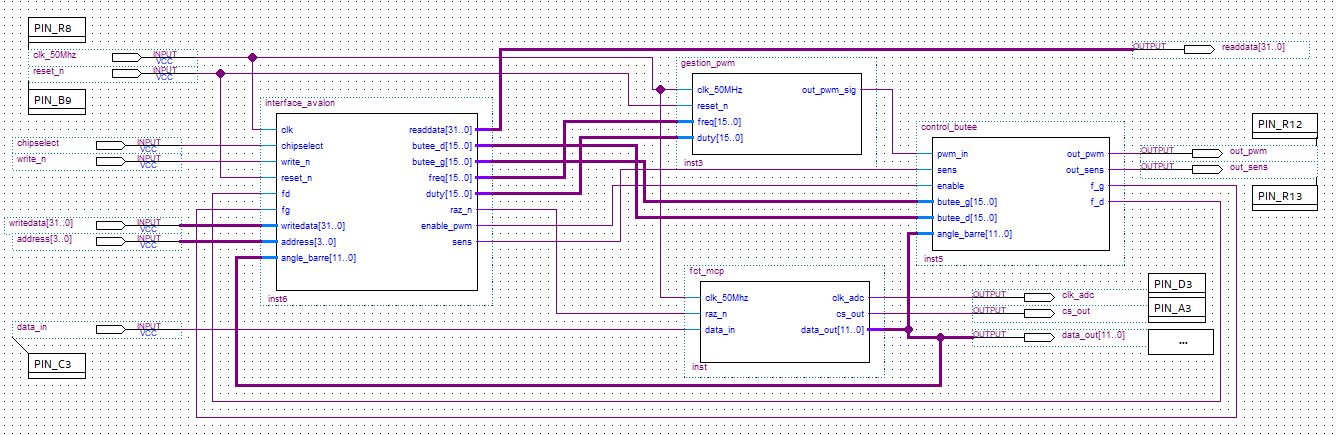 PIN_R8
clk_50Mhz INPUT VCC
reset_n INPUT VCC
PIN_B9
chipselect INPUT VCC
write_n INPUT VCC
writedata[31..0] INPUT VCC
address[3..0] INPUT VCC
data_in INPUT VCC
PIN_C3
interface_avalon
clk
chipselect
write_n
reset_n
fd
fg
writedata[31..0]
address[3..0]
angle_barre[11..0]
readdata[31..0]
butee_d[15..0]
butee_g[15..0]
freq[15..0]
duty[15..0]
raz_n
enable_pwm
sens
inst6
gestion_pwm
clk_50MHz
reset_n
freq[15..0]
duty[15..0]
out_pwm_sig
inst3
fct_mcp
clk_50Mhz
raz_n
data_in
clk_adc
cs_out
data_out[11..0]
inst
control_butee
pwm_in
sens
enable
butee_g[15..0]
butee_d[15..0]
angle_barre[11..0]
out_pwm
out_sens
f_g
f_d
inst5
OUTPUT readdata[31..0]
PIN_R12
OUTPUT out_pwm
OUTPUT out_sens
PIN_R13
PIN_D3
OUTPUT clk_adc
PIN_A3
OUTPUT cs_out
OUTPUT data_out[11..0]
...